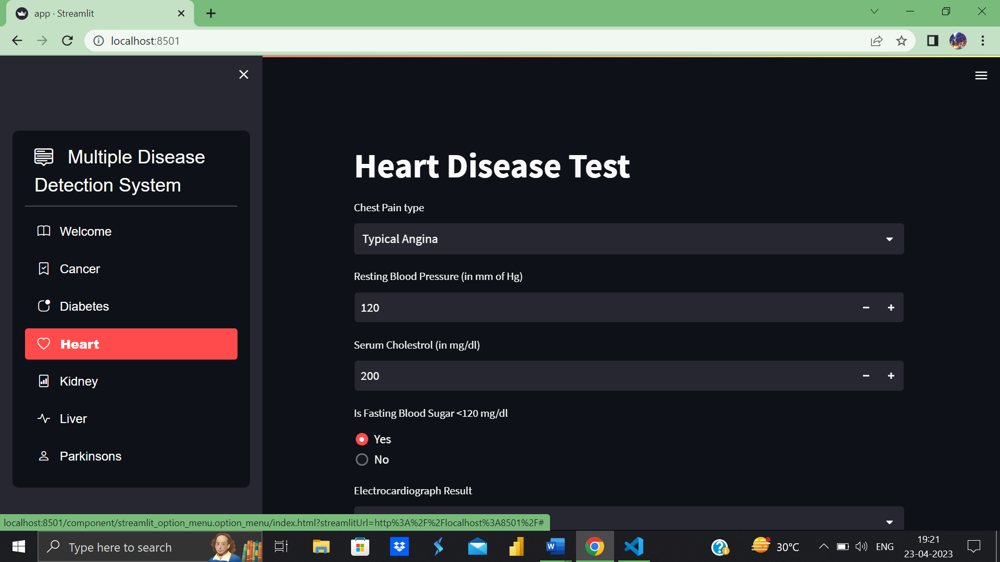 app · Streamlit
localhost:8501
Multiple Disease
Detection System
Welcome
Cancer
Diabetes
Heart
Kidney
Liver
Parkinsons
Heart Disease Test
Chest Pain type
Typical Angina
Resting Blood Pressure (in mm of Hg)
120
Serum Cholestrol (in mg/dl)
200
Is Fasting Blood Sugar <120 mg/dl
Yes
No
Electrocardiograph Result
localhost:8501/component/streamlit_option_menu.option_menu/index.html?streamlitUrl=http%3A%2F%2Flocalhost%3A8501%2F#
Type here to search
30°C
ENG
19:21
23-04-2023